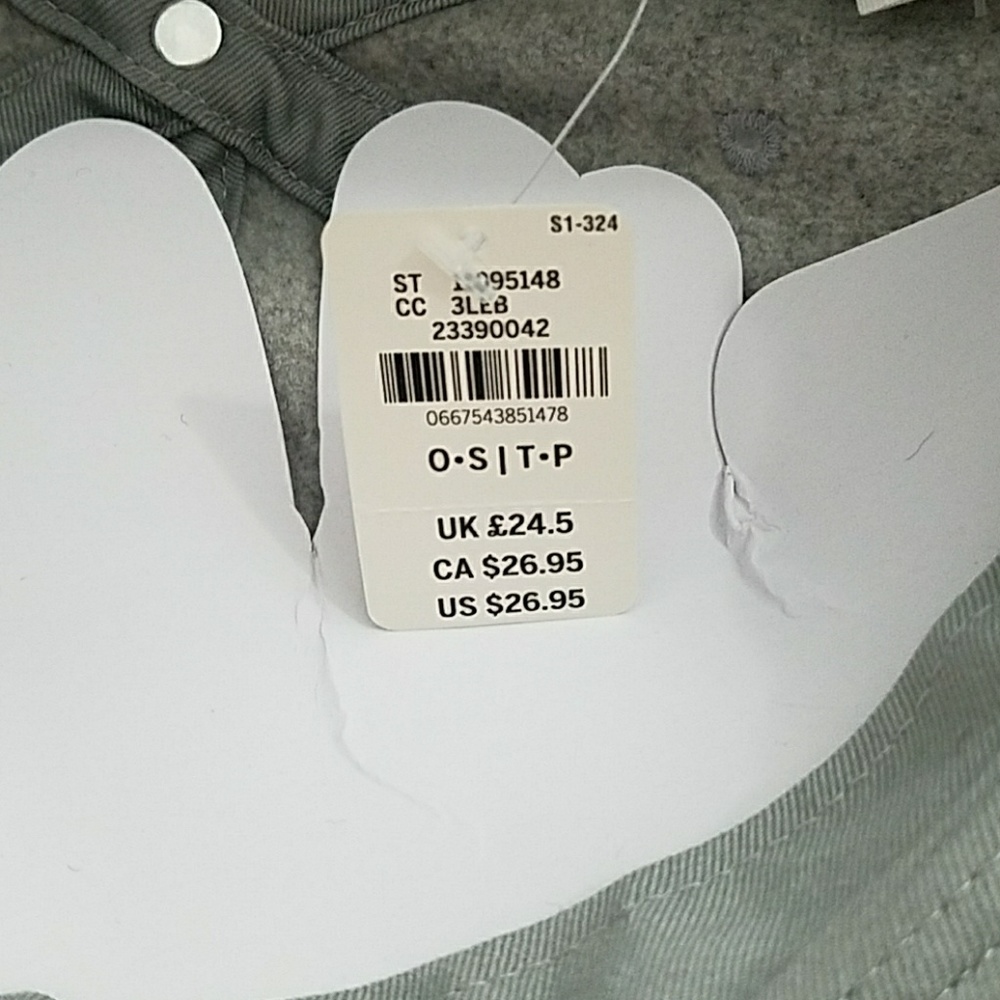 S1-324
ST
CC 3LEB
23390042
0667543851478
O•S | T•P
UK £24.5
CA $26.95
US $26.95